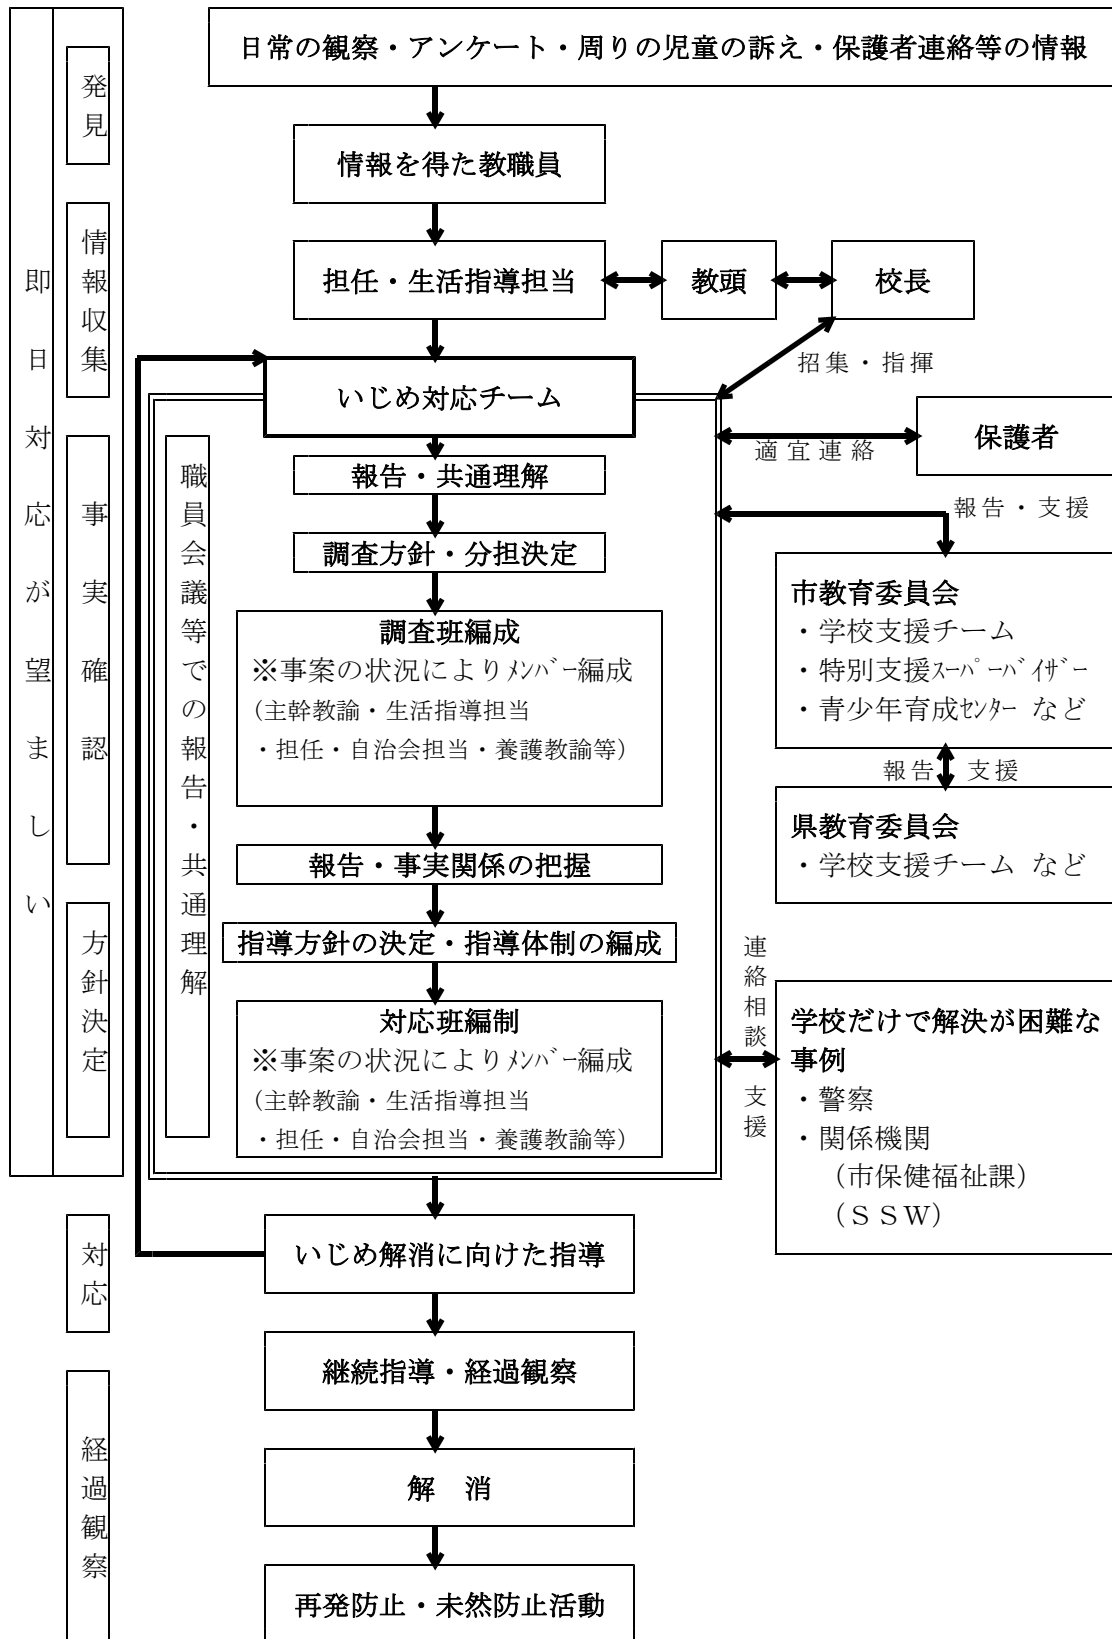 即日対応が望ましい
発見
情報収集
事実確認
方針決定
対応
経過観察
日常の観察・アンケート・周りの児童の訴え・保護者連絡等の情報
情報を得た教職員
担任・生活指導担当
教頭
校長
招集・指揮
いじめ対応チーム
職員会議等での報告・共通理解
報告・共通理解
調査方針・分担決定
調査班編成
※事案の状況によりメンバー編成
(主幹教諭・生活指導担当
・担任・自治会担当・養護教諭等)
報告・事実関係の把握
指導方針の決定・指導体制の編成
対応班編制
※事案の状況によりメンバー編成
(主幹教諭・生活指導担当
・担任・自治会担当・養護教諭等)
適宜連絡
保護者
報告・支援
市教育委員会
・学校支援チーム
・特別支援スーパーバイザー
・青少年育成センター など
報告 支援
県教育委員会
・学校支援チーム など
連絡相談
支援
学校だけで解決が困難な
事例
・警察
・関係機関
（市保健福祉課）
（ＳＳＷ）
いじめ解消に向けた指導
継続指導・経過観察
解　消
再発防止・未然防止活動